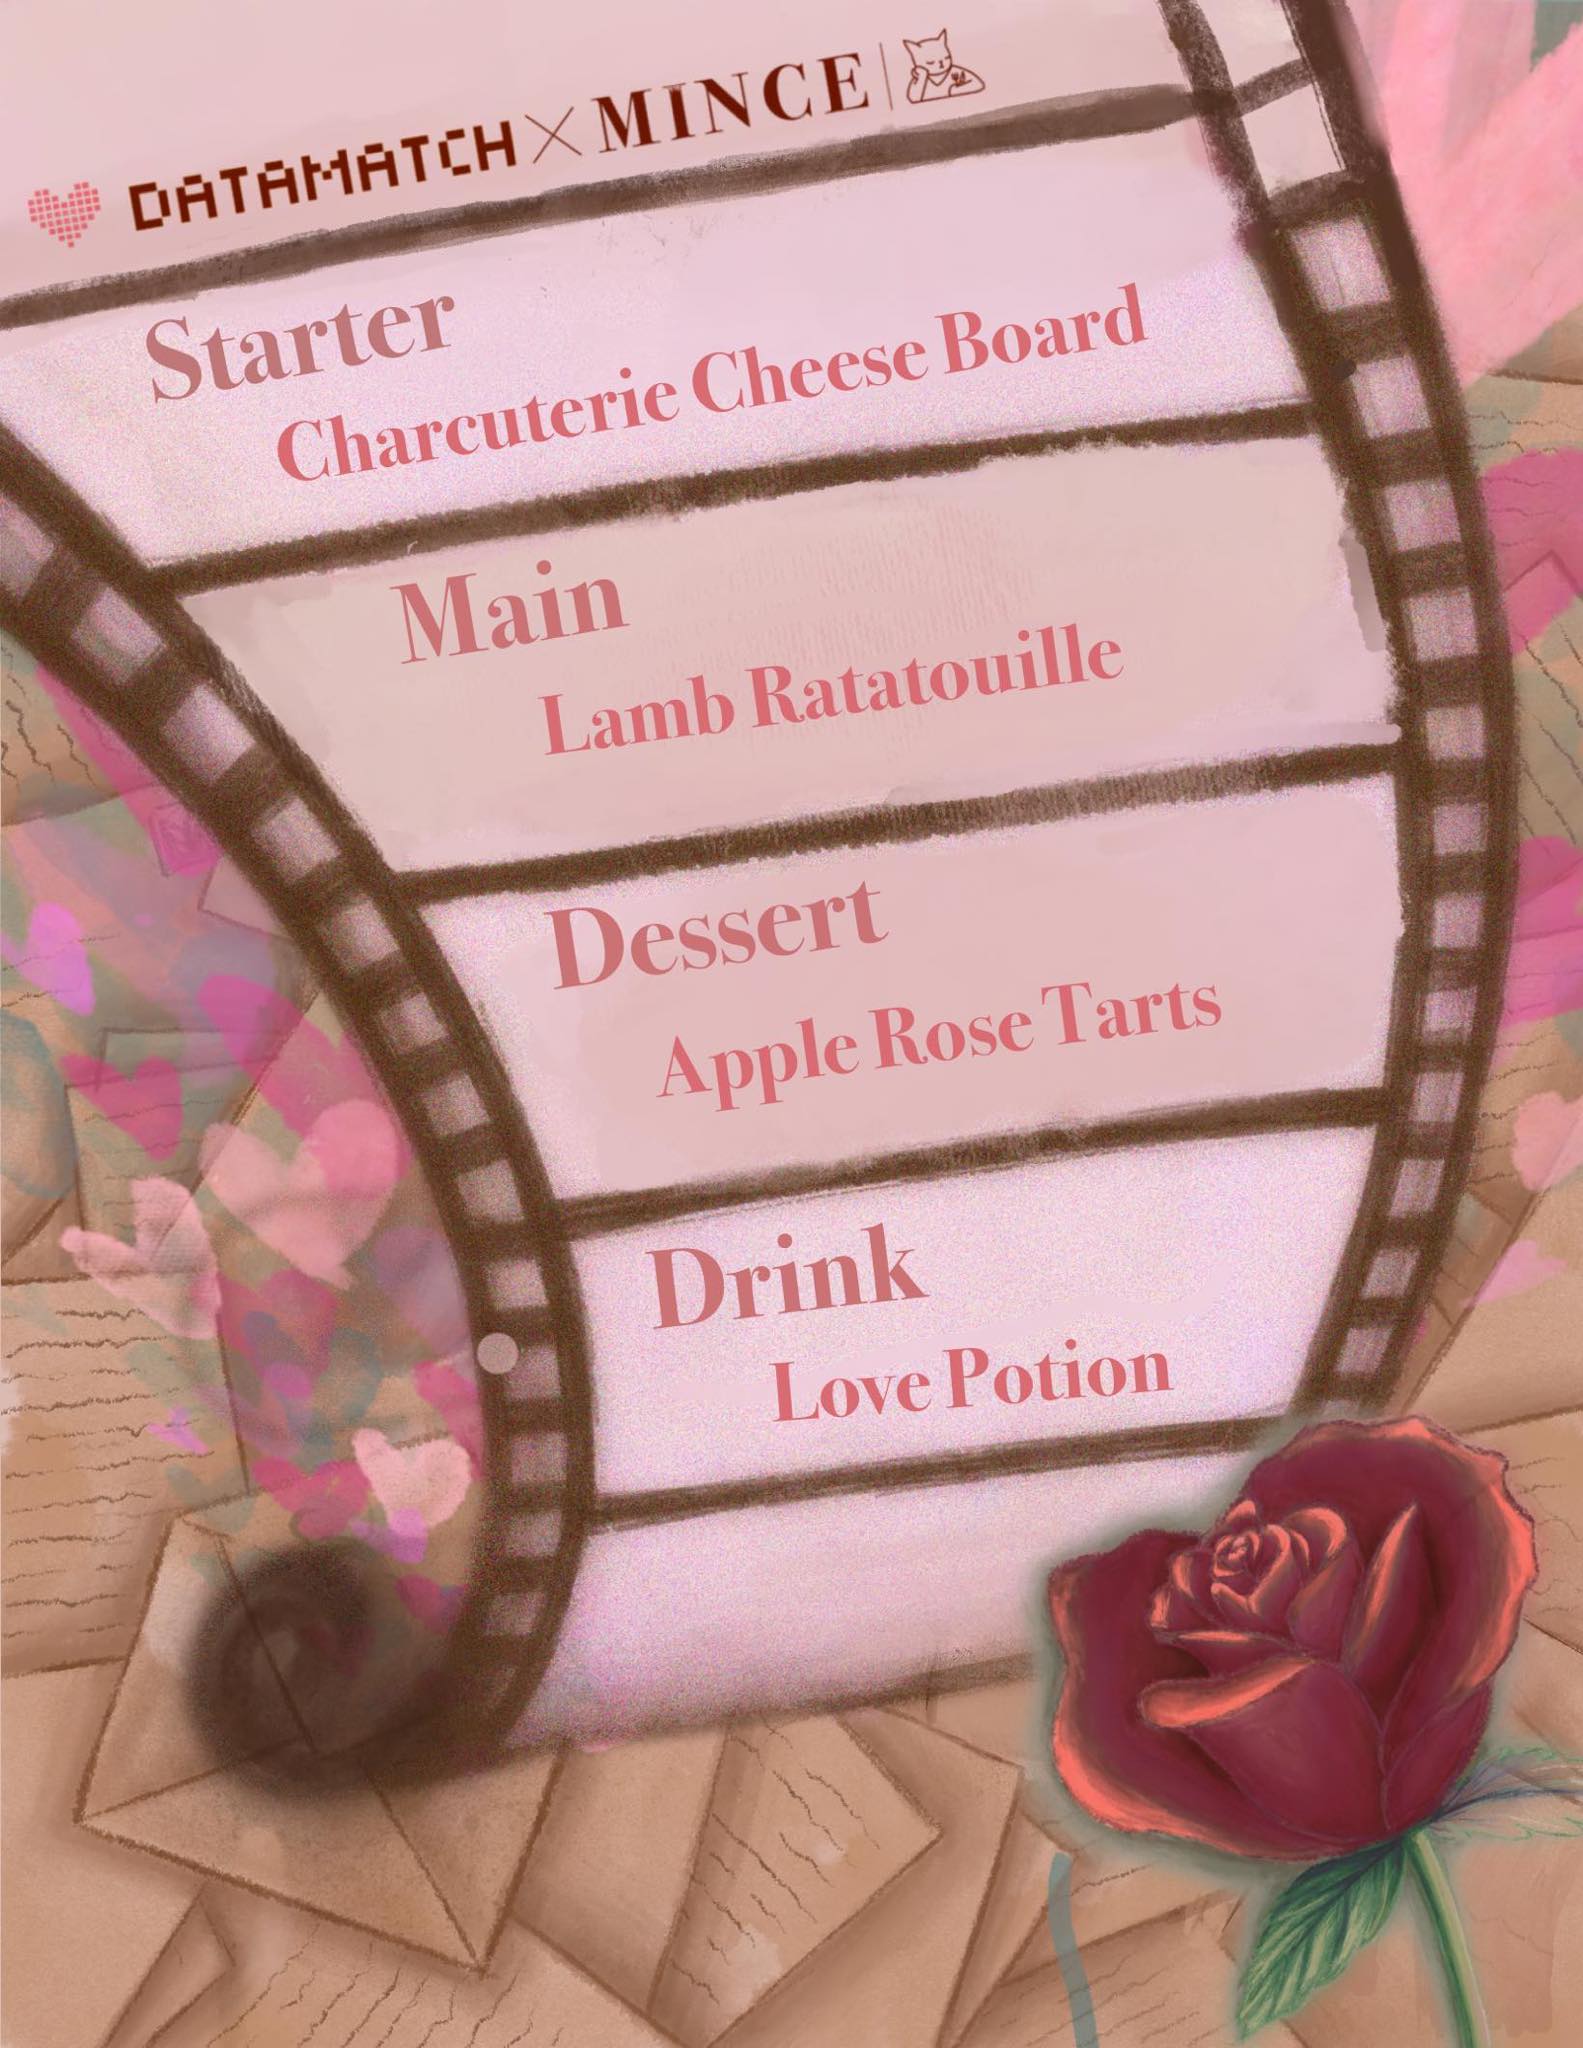 DATAMATCH X MINCE
Starter
Charcuterie Cheese Board
Main
Lamb Ratatouille
Dessert
Apple Rose Tarts
Drink
Love Potion